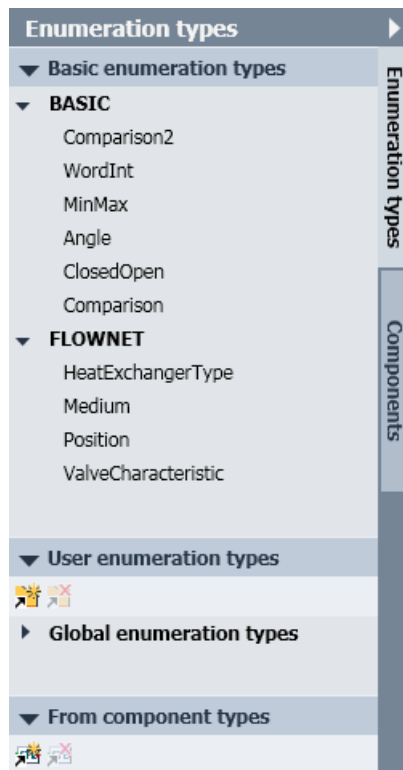 Enumeration types
Basic enumeration types
BASIC
Comparison2
WordInt
MinMax
Angle
ClosedOpen
Comparison
FLOWNET
HeatExchangerType
Medium
Position
ValveCharacteristic
User enumeration types
Global enumeration types
From component types
Enumeration types
Components